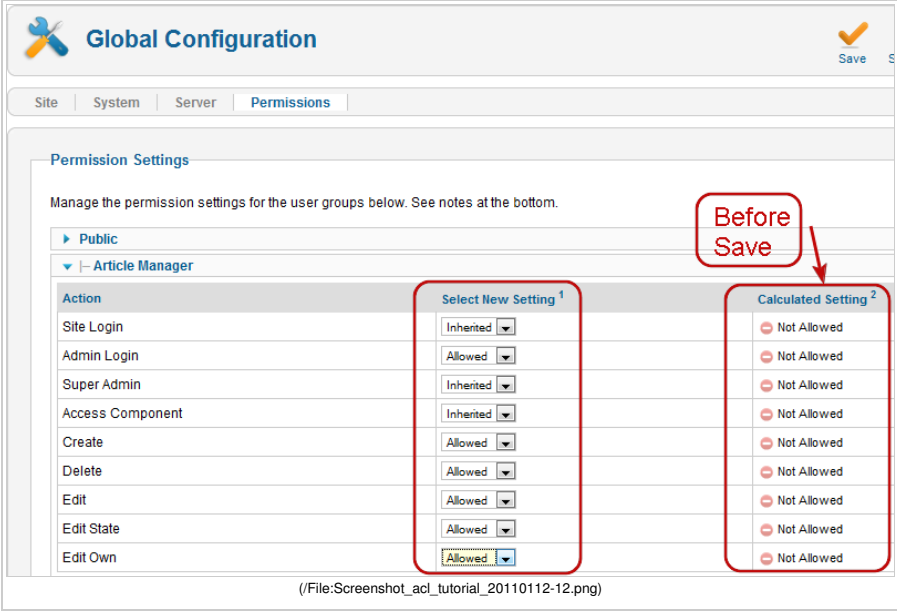 Global Configuration
Save
S
Site System Server Permissions
Permission Settings
Manage the permission settings for the user groups below. See notes at the bottom.
Before
Save
Public
|– Article Manager
Action Select New Setting 1 Calculated Setting 2
Site Login Inherited Not Allowed
Admin Login Allowed Not Allowed
Super Admin Inherited Not Allowed
Access Component Inherited Not Allowed
Create Allowed Not Allowed
Delete Allowed Not Allowed
Edit Allowed Not Allowed
Edit State Allowed Not Allowed
Edit Own Allowed Not Allowed
(/File:Screenshot_acl_tutorial_20110112-12.png)